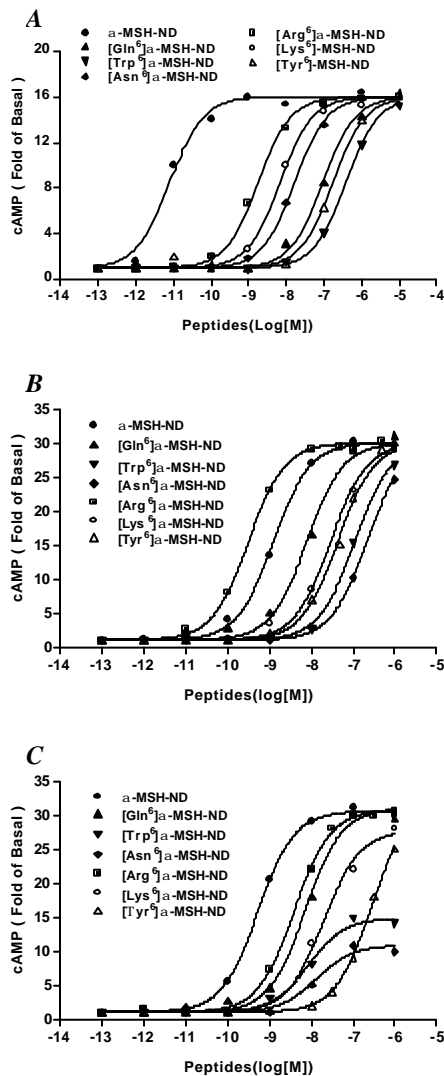 A
a-MSH-ND
[Gln6]a-MSH-ND
[Trp6]a-MSH-ND
[Asn6]a-MSH-ND
[Arg6]a-MSH-ND
[Lys6]-MSH-ND
[Tyr6]-MSH-ND
cAMP ( Fold of Basal)
20
16
12
8
4
0
-14 -13 -12 -11 -10 -9 -8 -7 -6 -5 -4
Peptides(Log[M])
B
a-MSH-ND
[Gln6]a-MSH-ND
[Trp6]a-MSH-ND
[Asn6]a-MSH-ND
[Arg6]a-MSH-ND
[Lys6]a-MSH-ND
[Tyr6]a-MSH-ND
cAMP ( Fold of Basal)
35
30
25
20
15
10
5
0
-14 -13 -12 -11 -10 -9 -8 -7 -6 -5
Peptides(log[M])
C
a-MSH-ND
[Gln6]a-MSH-ND
[Trp6]a-MSH-ND
[Asn6]a-MSH-ND
[Arg6]a-MSH-ND
[Lys6]a-MSH-ND
[Tyr6]a-MSH-ND
cAMP ( Fold of Basal)
35
30
25
20
15
10
5
0
-14 -13 -12 -11 -10 -9 -8 -7 -6 -5
Peptides(log[M])